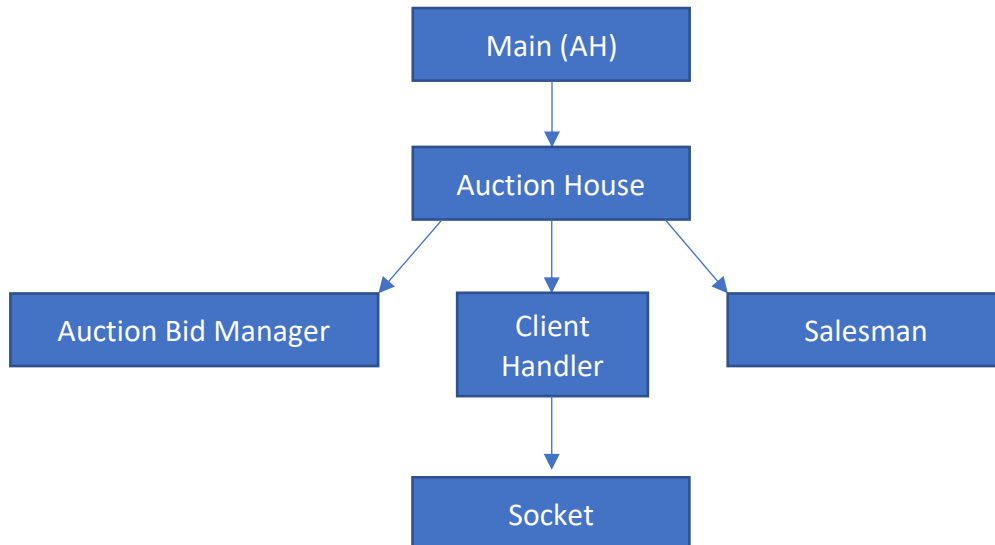 Main (AH)
Auction House
Auction Bid Manager
Client
Handler
Salesman
Socket